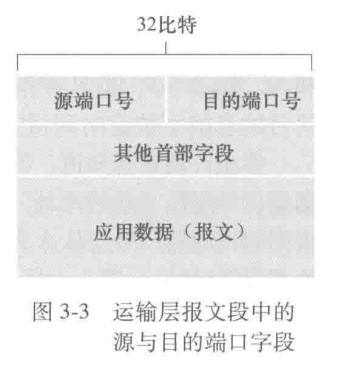 32比特
源端口号 目的端口号
其他首部字段
应用数据（报文）
图 3-3 运输层报文段中的
源与目的端口字段